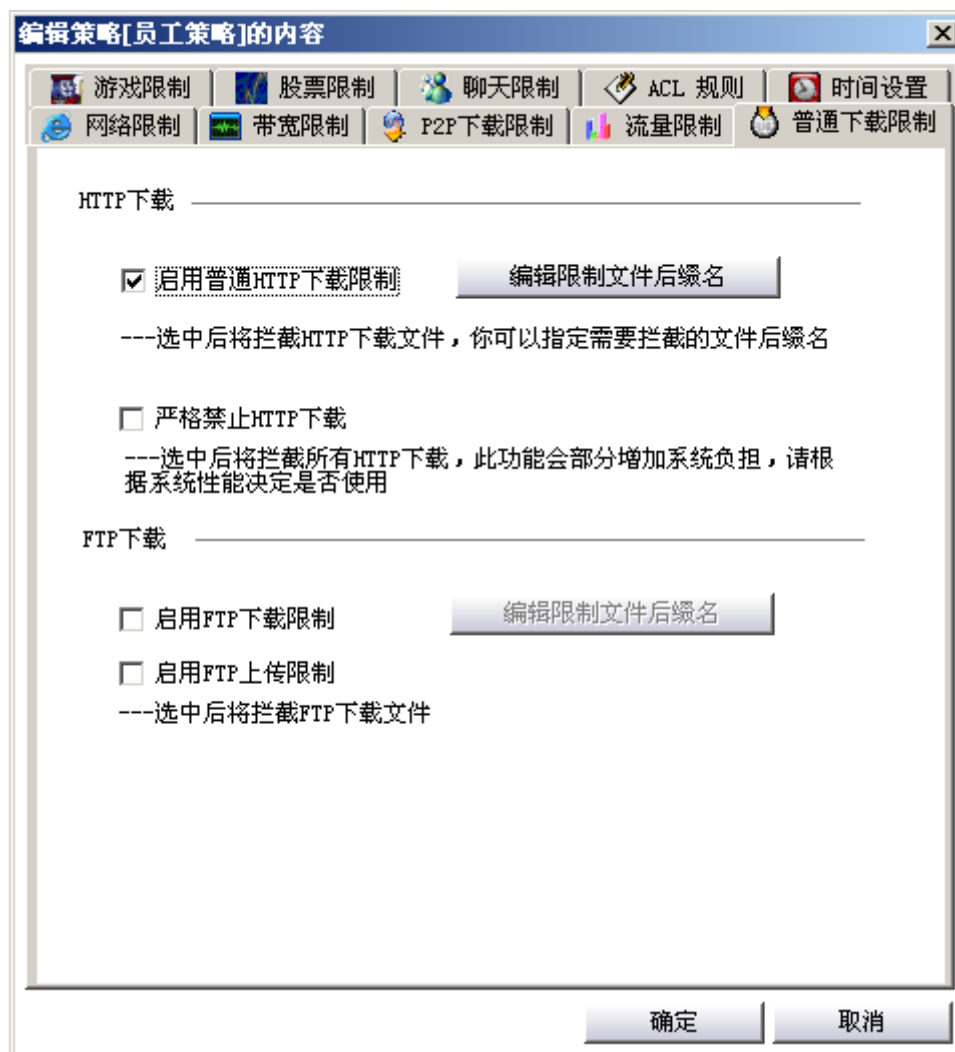 编辑策略[员工策略]的内容
游戏限制 股票限制 聊天限制 ACL 规则 时间设置
网络限制 带宽限制 P2P下载限制 流量限制 普通下载限制
HTTP下载
启用普通HTTP下载限制 编辑限制文件后缀名
---选中后将拦截HTTP下载文件，你可以指定需要拦截的文件后缀名
严格禁止HTTP下载
---选中后将拦截所有HTTP下载，此功能会部分增加系统负担，请根
据系统性能决定是否使用
FTP下载
启用FTP下载限制 编辑限制文件后缀名
启用FTP上传限制
---选中后将拦截FTP下载文件
确定 取消